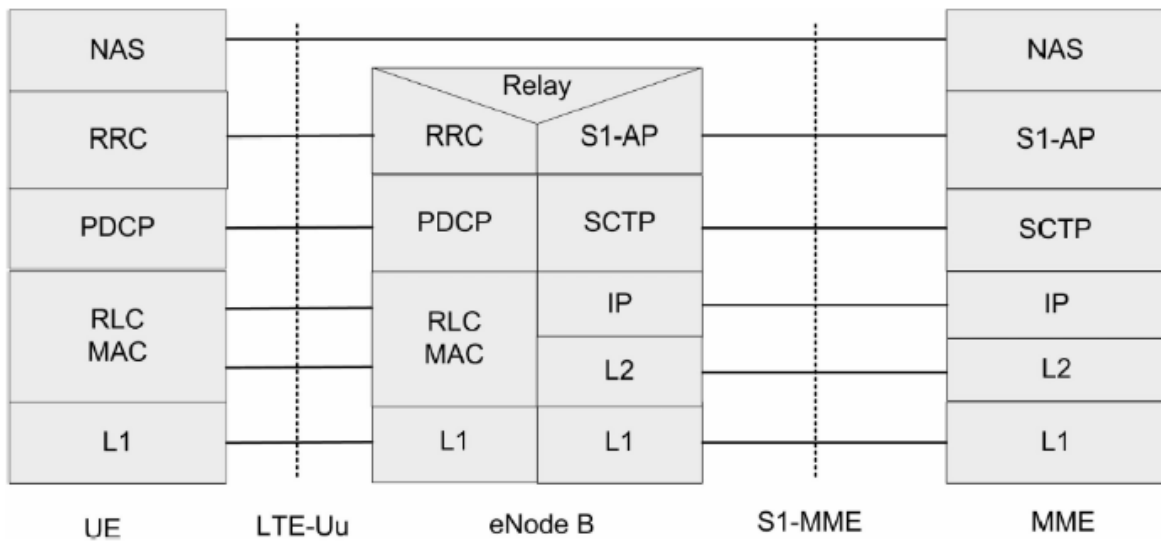 NAS
NAS
Relay
RRC
RRC
S1-AP
S1-AP
PDCP
PDCP
SCTP
SCTP
RLC
MAC
RLC
MAC
IP
IP
L2
L2
L1
L1
L1
L1
UE
LTE-Uu
eNode B
S1-MME
MME